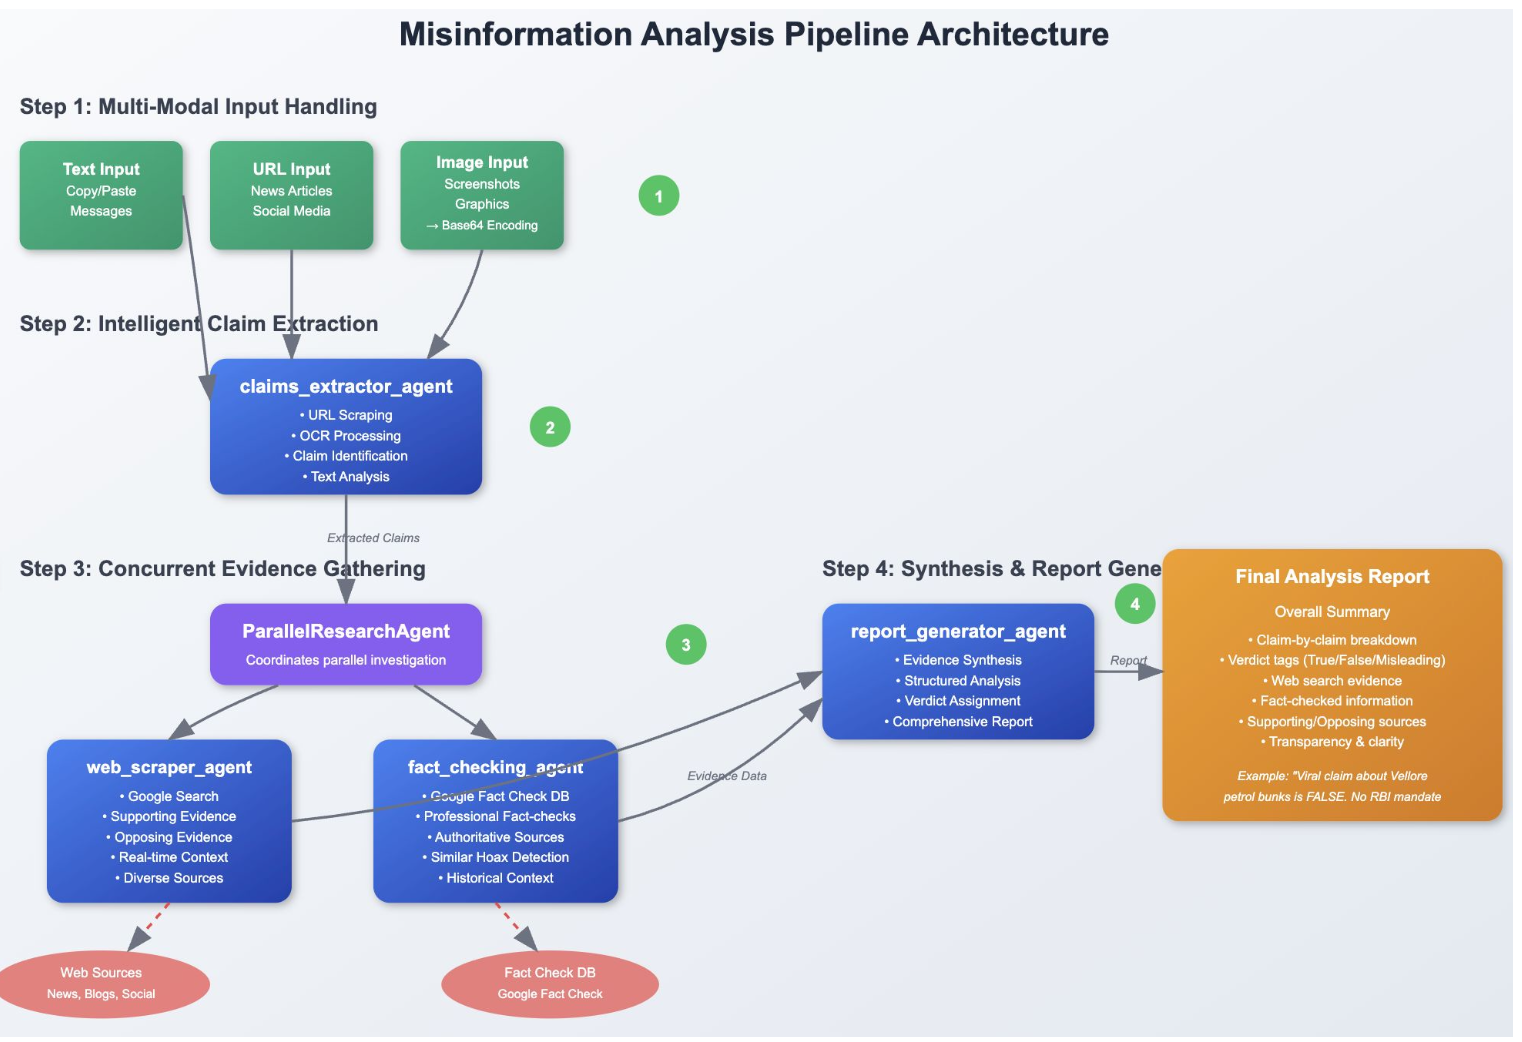 Misinformation Analysis Pipeline Architecture
Step 1: Multi-Modal Input Handling
Text Input
Copy/Paste
Messages
URL Input
News Articles
Social Media
Image Input
Screenshots
Graphics
→ Base64 Encoding
1
Step 2: Intelligent Claim Extraction
claims_extractor_agent
• URL Scraping
• OCR Processing
• Claim Identification
• Text Analysis
2
Extracted Claims
Step 3: Concurrent Evidence Gathering
ParallelResearchAgent
Coordinates parallel investigation
3
web_scraper_agent
• Google Search
• Supporting Evidence
• Opposing Evidence
• Real-time Context
• Diverse Sources
fact_checking_agent
• Google Fact Check DB
• Professional Fact-checks
• Authoritative Sources
• Similar Hoax Detection
• Historical Context
Web Sources
News, Blogs, Social
Fact Check DB
Google Fact Check
Evidence Data
Step 4: Synthesis & Report Gene
4
report_generator_agent
• Evidence Synthesis
• Structured Analysis
• Verdict Assignment
• Comprehensive Report
Report
Final Analysis Report
Overall Summary
• Claim-by-claim breakdown
• Verdict tags (True/False/Misleading)
• Web search evidence
• Fact-checked information
• Supporting/Opposing sources
• Transparency & clarity
Example: "Viral claim about Vellore
petrol bunks is FALSE. No RBI mandate